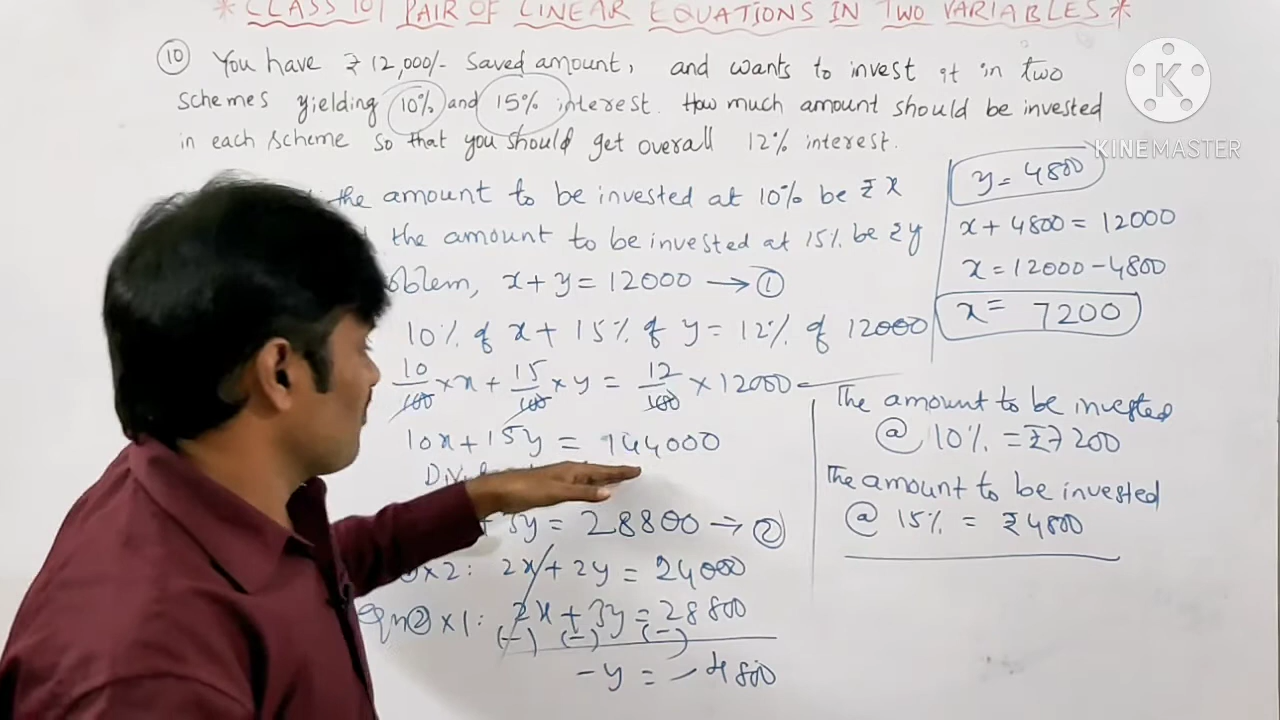 * CLASS 10 | PAIR OF LINEAR EQUATIONS IN TWO VARIABLES *
K
KINEMASTER
⑩ You have ₹12,000/- saved amount, and wants to invest it in two
schemes yielding 10% and 15% interest. How much amount should be invested
in each scheme so that you should get overall 12% interest.
the amount to be invested at 10% be ₹ x
the amount to be invested at 15% be ₹ y
oblem, x + y = 12000 → ①
10% of x + 15% of y = 12% of 12000
10/100 × x + 15/100 × y = 12/100 × 12000
10x + 15y = 144000
+ 3y = 28800 → ②
× 2: 2x + 2y = 24000
Eqn② × 1: 2x + 3y = 28800
(-) (-) (-)
-y = -4800
y = 4800
x + 4800 = 12000
x = 12000 - 4800
x = 7200
The amount to be invested
@ 10% = ₹7200
The amount to be invested
@ 15% = ₹4800